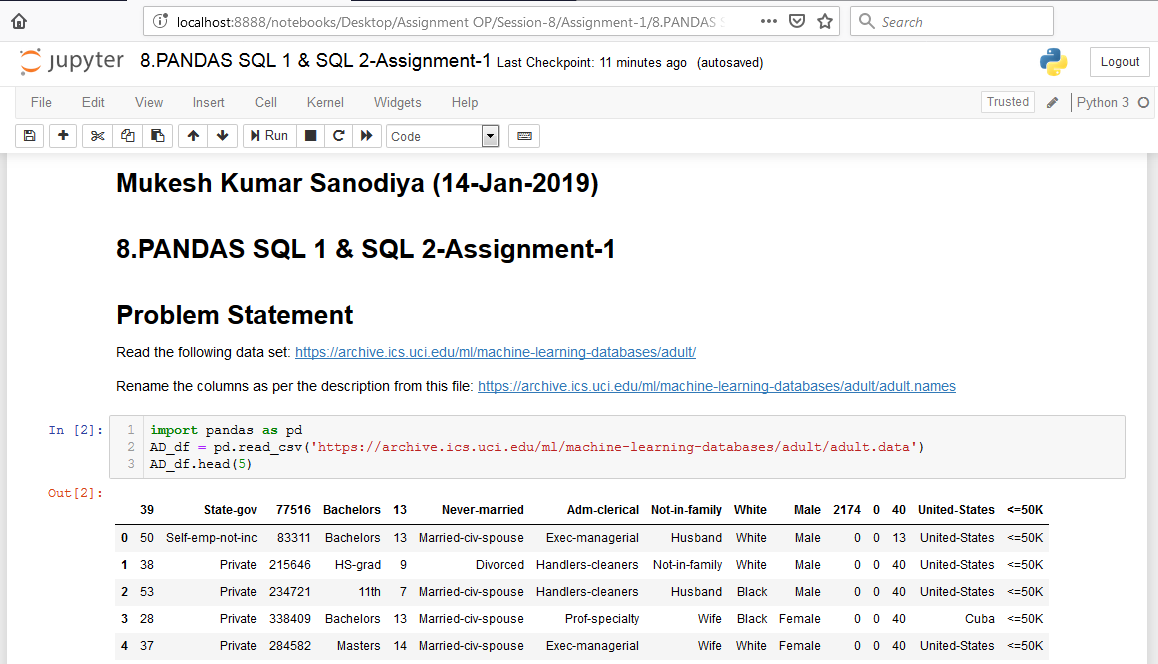 localhost:8888/notebooks/Desktop/Assignment OP/Session-8/Assignment-1/8.PANDAS S
Search
jupyter 8.PANDAS SQL 1 & SQL 2-Assignment-1 Last Checkpoint: 11 minutes ago (autosaved)
Logout
File Edit View Insert Cell Kernel Widgets Help Trusted Python 3
Run Code
Mukesh Kumar Sanodiya (14-Jan-2019)
8.PANDAS SQL 1 & SQL 2-Assignment-1
Problem Statement
Read the following data set: https://archive.ics.uci.edu/ml/machine-learning-databases/adult/
Rename the columns as per the description from this file: https://archive.ics.uci.edu/ml/machine-learning-databases/adult/adult.names
In [2]: 1 import pandas as pd
2 AD_df = pd.read_csv('https://archive.ics.uci.edu/ml/machine-learning-databases/adult/adult.data')
3 AD_df.head(5)
Out[2]:
39 State-gov 77516 Bachelors 13 Never-married Adm-clerical Not-in-family White Male 2174 0 40 United-States <=50K
0 50 Self-emp-not-inc 83311 Bachelors 13 Married-civ-spouse Exec-managerial Husband White Male 0 0 13 United-States <=50K
1 38 Private 215646 HS-grad 9 Divorced Handlers-cleaners Not-in-family White Male 0 0 40 United-States <=50K
2 53 Private 234721 11th 7 Married-civ-spouse Handlers-cleaners Husband Black Male 0 0 40 United-States <=50K
3 28 Private 338409 Bachelors 13 Married-civ-spouse Prof-specialty Wife Black Female 0 0 40 Cuba <=50K
4 37 Private 284582 Masters 14 Married-civ-spouse Exec-managerial Wife White Female 0 0 40 United-States <=50K